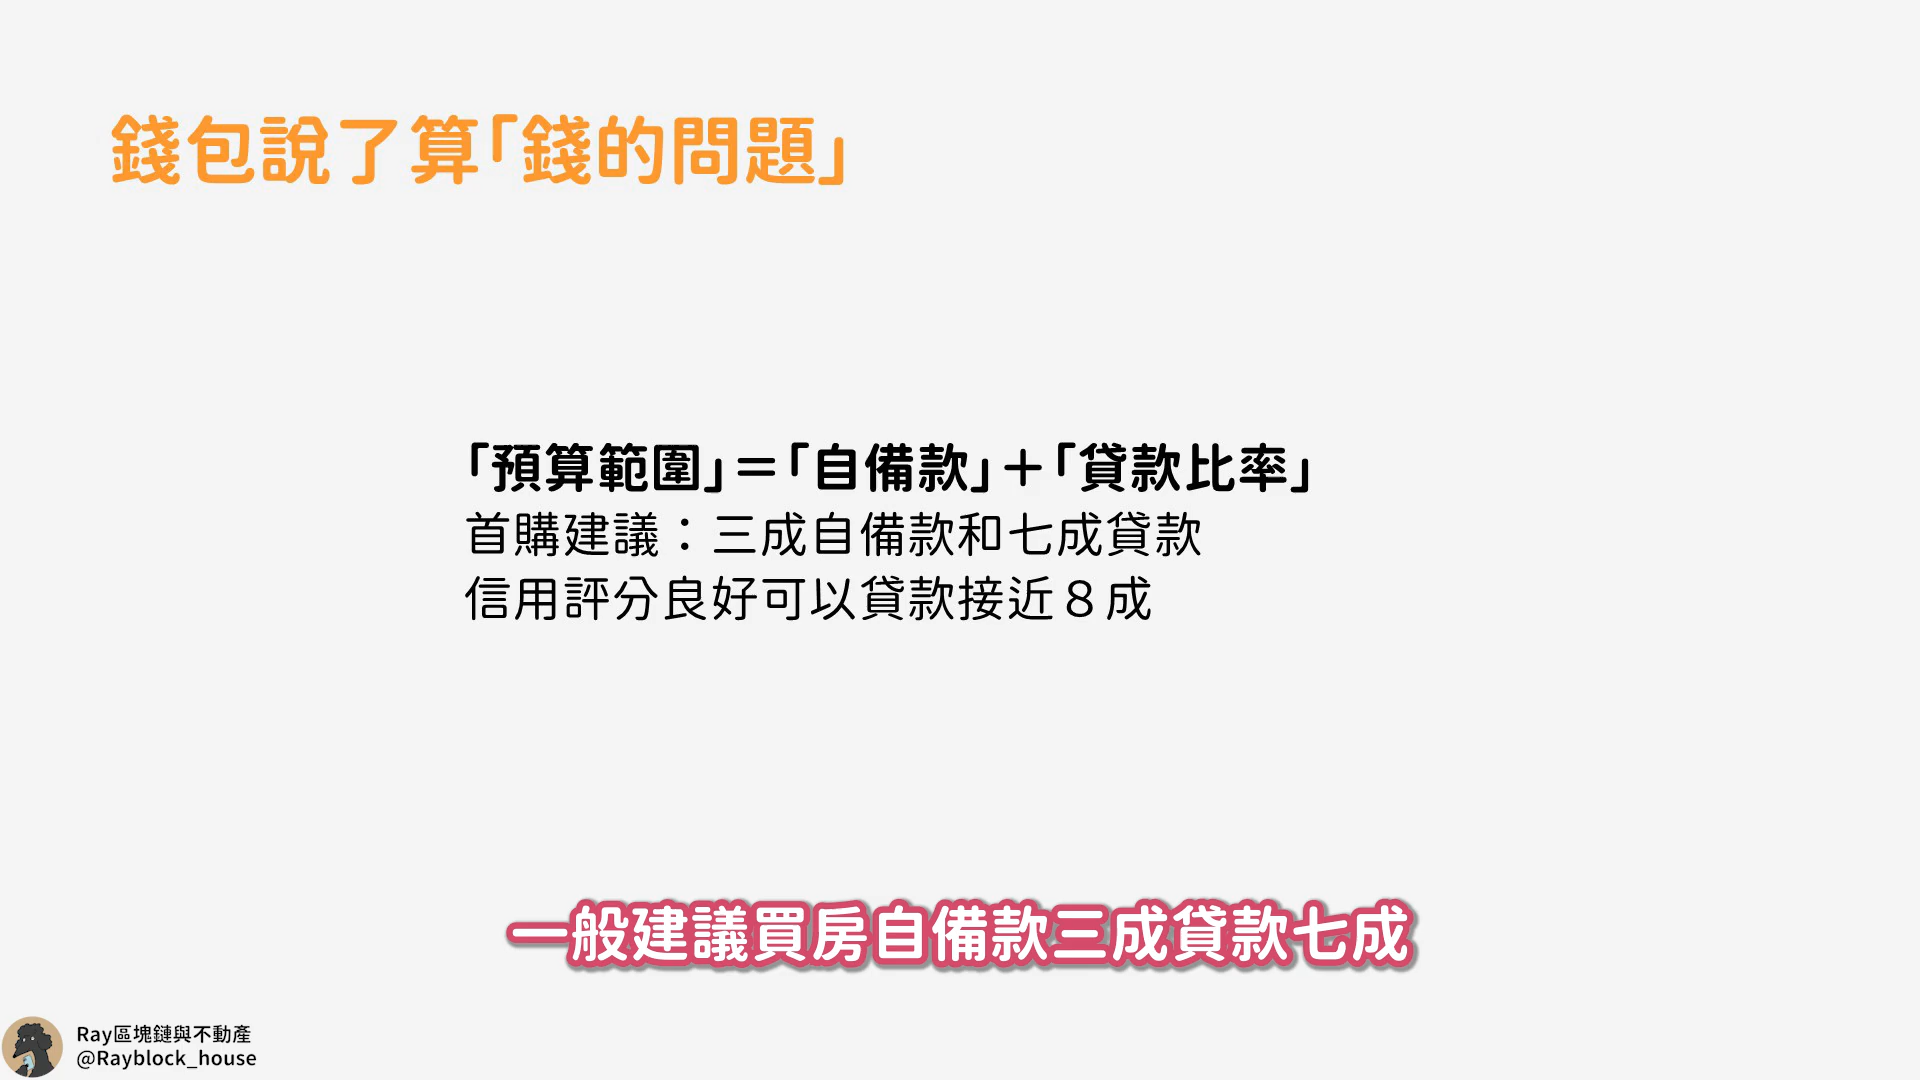 錢包說了算「錢的問題」
「預算範圍」＝「自備款」＋「貸款比率」
首購建議：三成自備款和七成貸款
信用評分良好可以貸款接近８成
一般建議買房自備款三成貸款七成
Ray區塊鏈與不動產
@Rayblock_house